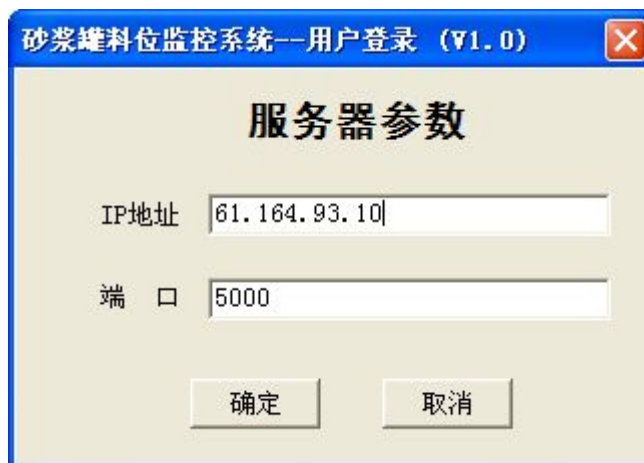 砂浆罐料位监控系统--用户登录 (V1.0)
服务器参数
IP地址 61.164.93.10
端 口 5000
确定 取消